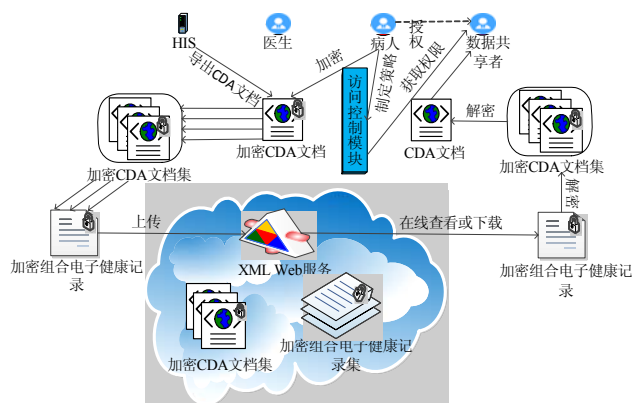 HIS
医生
病人
授权
数据共
享者
导出CDA文档
加密
制定策略
访问控制模块
获取权限
加密CDA文档
CDA文档
解密
加密CDA文档集
加密CDA文档集
解密
上传
在线查看或下载
加密组合电子健康记
录
XML Web服务
加密组合电子健康记
录
加密CDA文档集
加密组合电子健康记
录集